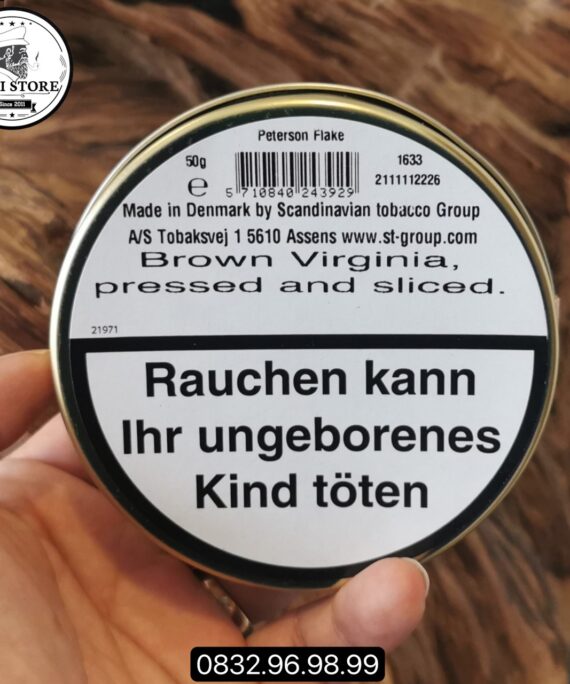 I STORE
Since 2011
Peterson Flake
50g
1633
e
5 710840 243929
2111112226
Made in Denmark by Scandinavian tobacco Group
A/S Tobaksvej 1 5610 Assens www.st-group.com
Brown Virginia,
pressed and sliced.
21971
Rauchen kann
Ihr ungeborenes
Kind töten
0832.96.98.99